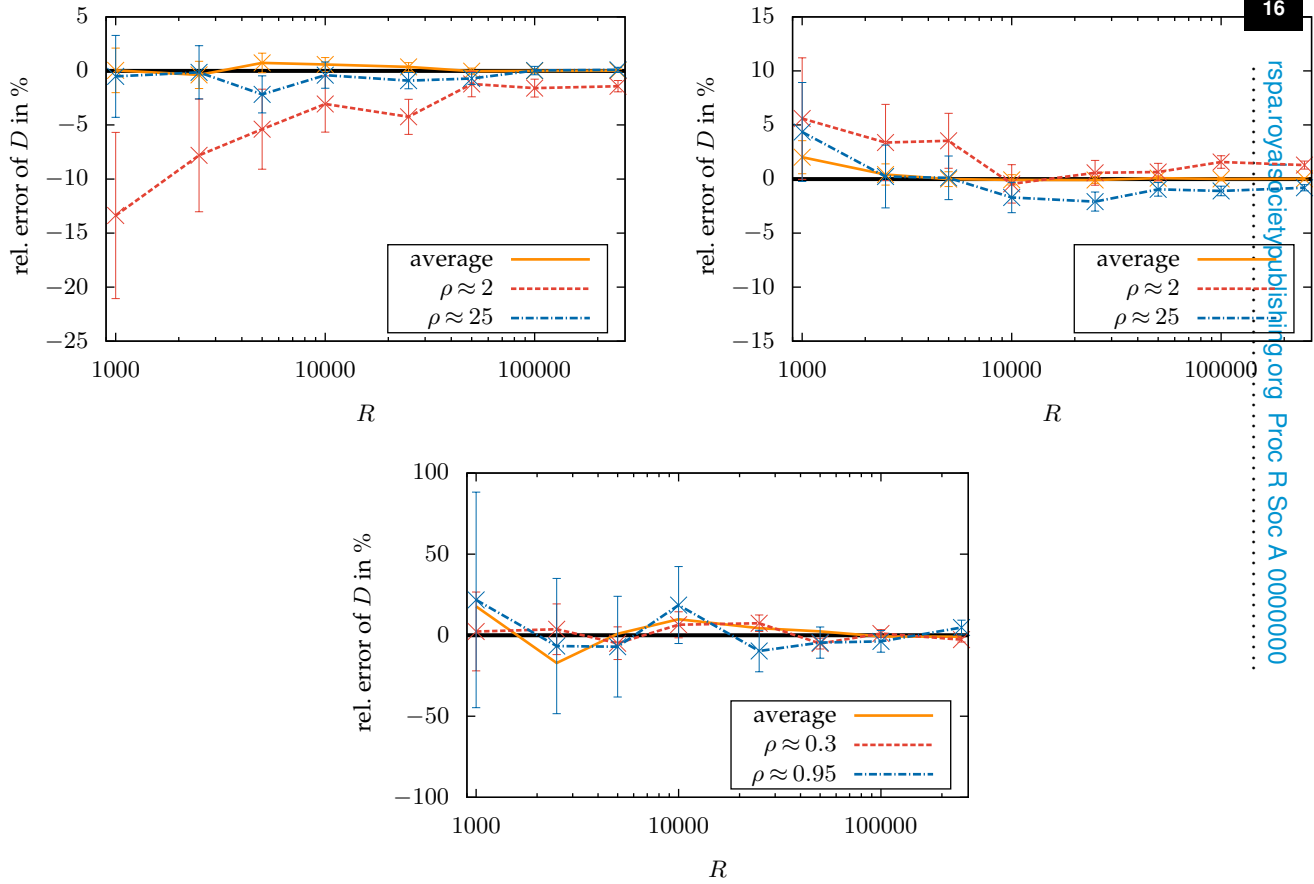 16
rspa.royalsocietypublishing.org Proc R Soc A 0000000
5
0
−5
−10
−15
−20
−25
rel. error of D in %
1000
10000
100000
R
average
ρ ≈ 2
ρ ≈ 25
15
10
5
0
−5
−10
−15
rel. error of D in %
1000
10000
100000
R
average
ρ ≈ 2
ρ ≈ 25
100
50
0
−50
−100
rel. error of D in %
1000
10000
100000
R
average
ρ ≈ 0.3
ρ ≈ 0.95